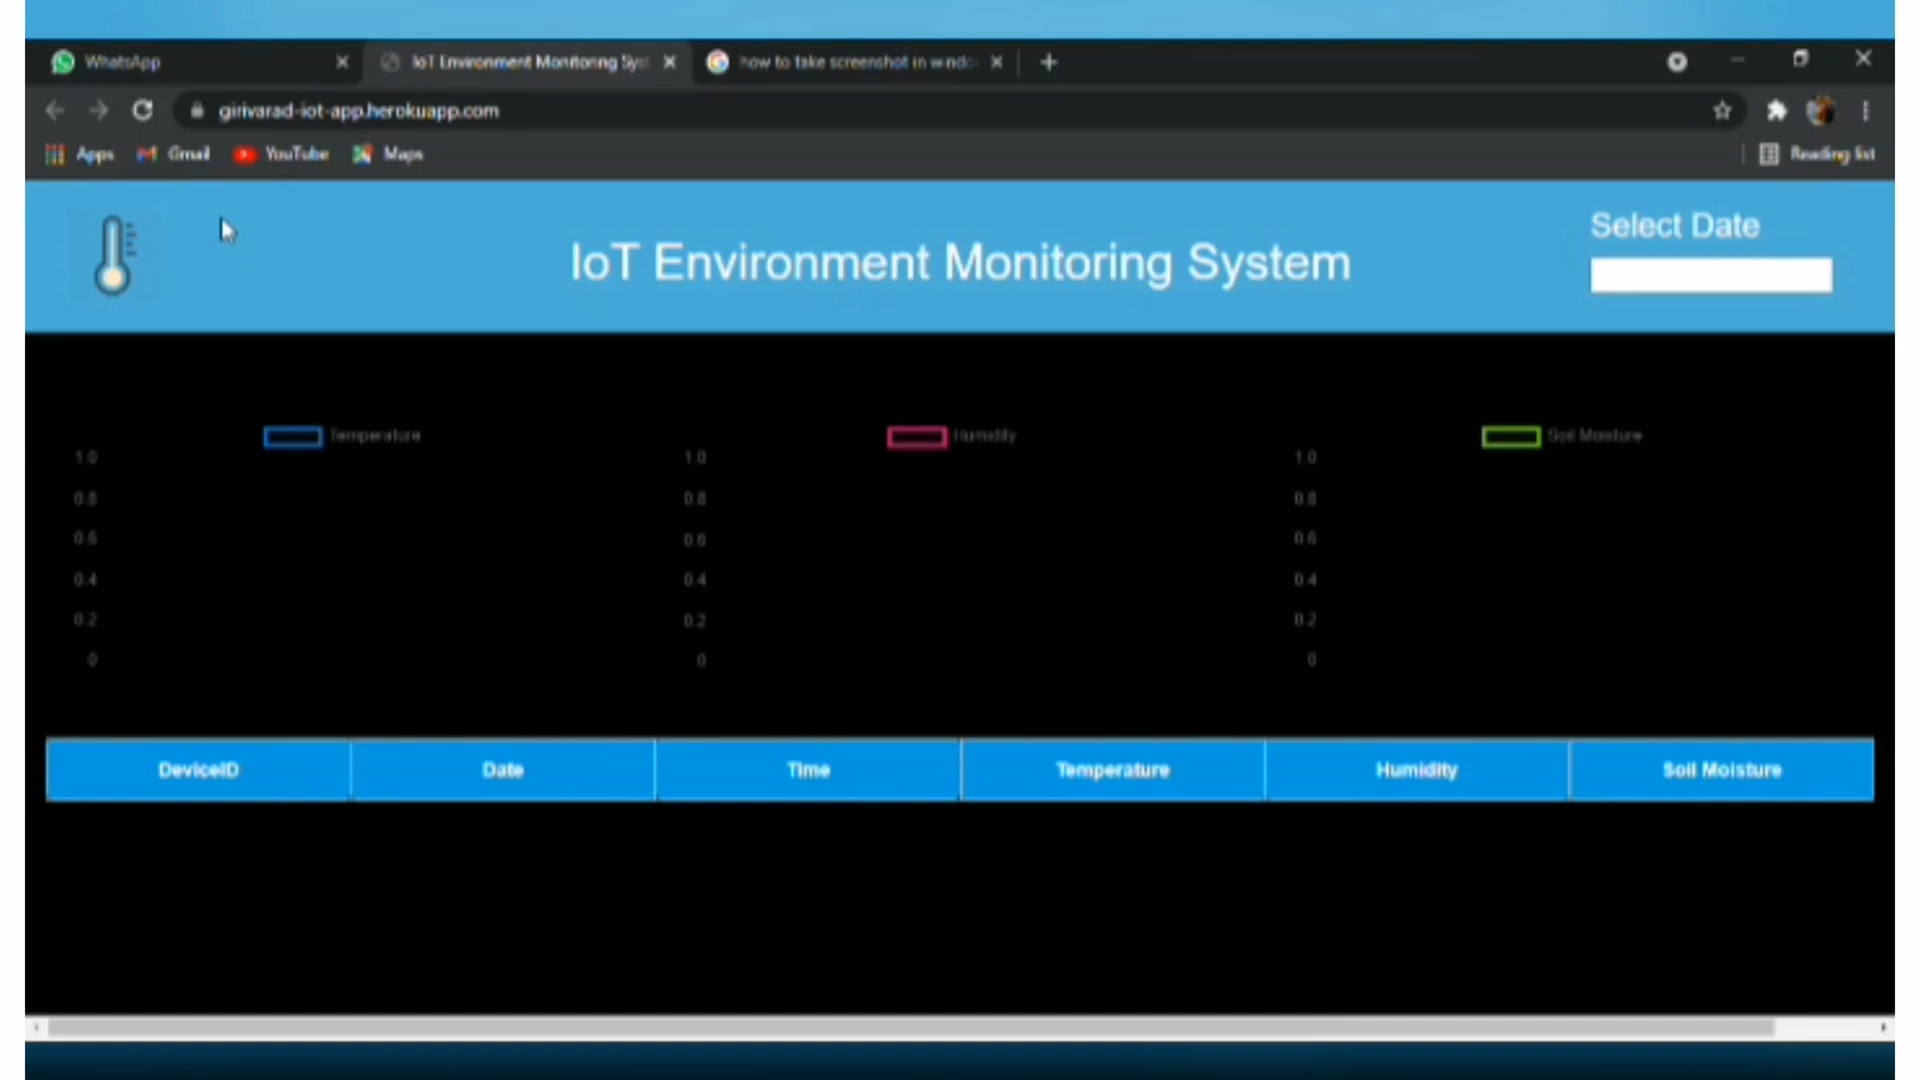 WhatsApp
IoT Environment Monitoring Syst
how to take screenshot in windo
girivarad-iot-app.herokuapp.com
Apps
Gmail
YouTube
Maps
Reading list
IoT Environment Monitoring System
Select Date
Temperature
1.0
0.8
0.6
0.4
0.2
0
Humidity
1.0
0.8
0.6
0.4
0.2
0
Soil Moisture
1.0
0.8
0.6
0.4
0.2
0
DeviceID Date Time Temperature Humidity Soil Moisture